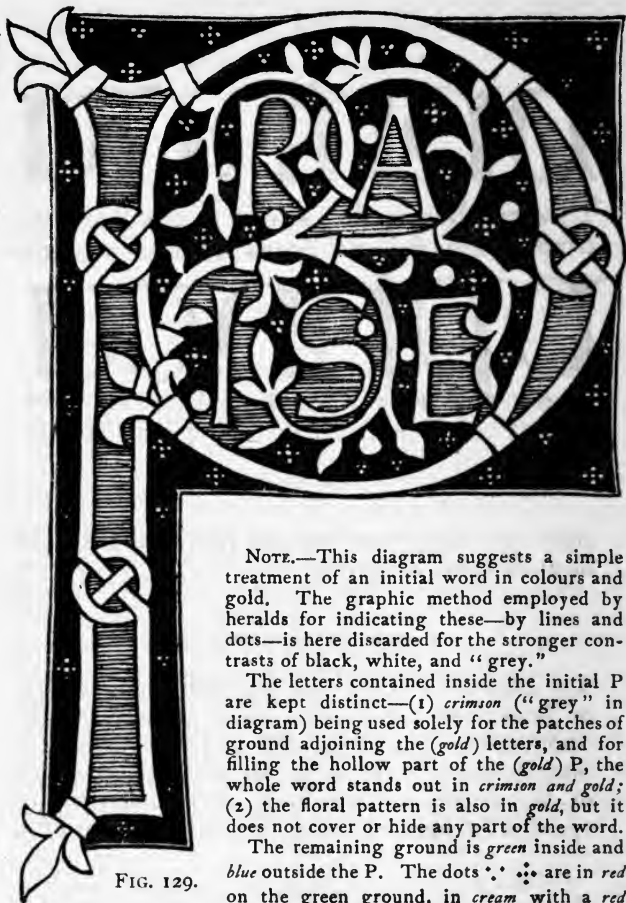 P
RA
ISE
NOTE.—This diagram suggests a simple
treatment of an initial word in colours and
gold. The graphic method employed by
heralds for indicating these—by lines and
dots—is here discarded for the stronger con-
trasts of black, white, and “grey.”
The letters contained inside the initial P
are kept distinct—(1) crimson (“grey” in
diagram) being used solely for the patches of
ground adjoining the (gold) letters, and for
filling the hollow part of the (gold) P, the
whole word stands out in crimson and gold;
(2) the floral pattern is also in gold, but it
does not cover or hide any part of the word.
The remaining ground is green inside and
blue outside the P. The dots are in red
on the green ground, in cream with a red
FIG. 129.